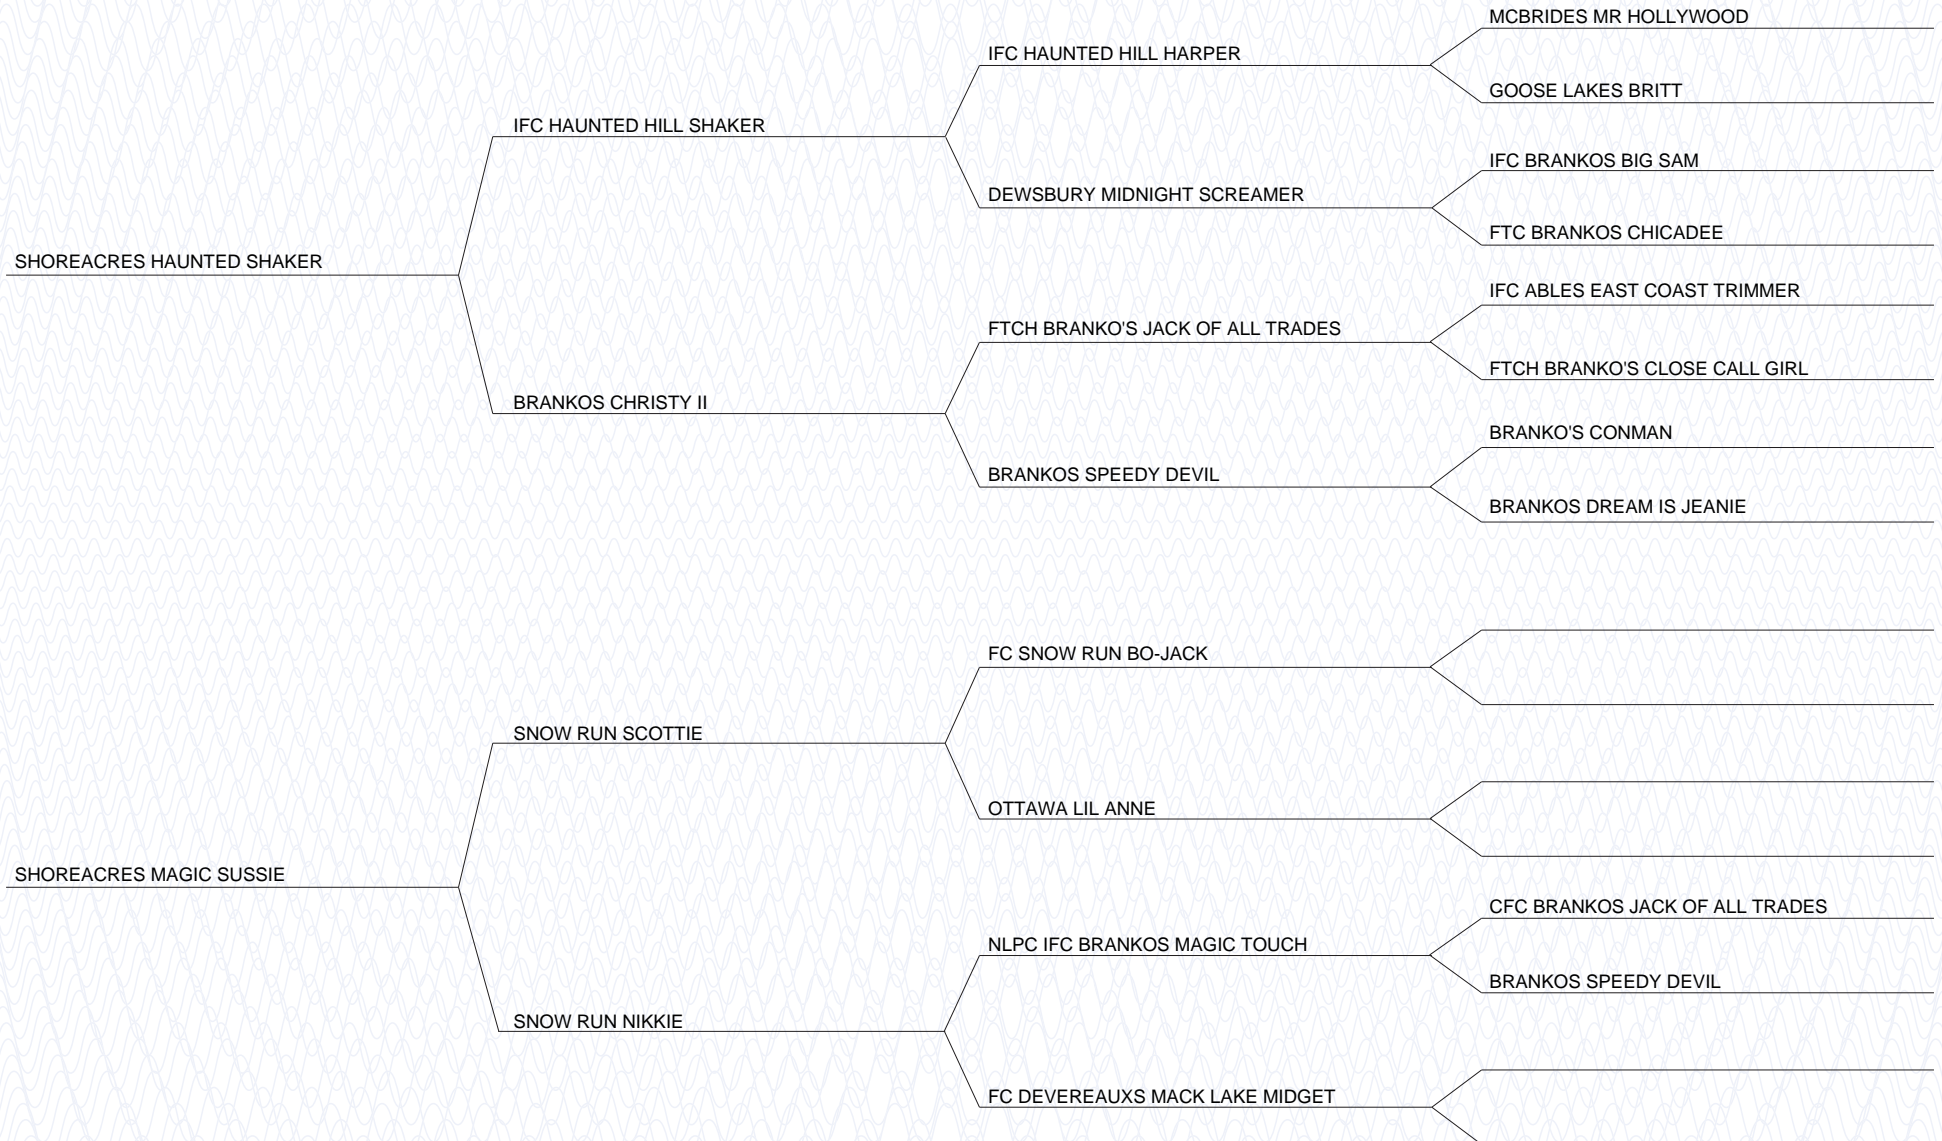 MCBRIDES MR HOLLYWOOD
IFC HAUNTED HILL HARPER
GOOSE LAKES BRITT
IFC HAUNTED HILL SHAKER
IFC BRANKOS BIG SAM
DEWSBURY MIDNIGHT SCREAMER
FTC BRANKOS CHICADEE
SHOREACRES HAUNTED SHAKER
IFC ABLES EAST COAST TRIMMER
FTCH BRANKO'S JACK OF ALL TRADES
FTCH BRANKO'S CLOSE CALL GIRL
BRANKOS CHRISTY II
BRANKO'S CONMAN
BRANKOS SPEEDY DEVIL
BRANKOS DREAM IS JEANIE
FC SNOW RUN BO-JACK
SNOW RUN SCOTTIE
OTTAWA LIL ANNE
SHOREACRES MAGIC SUSSIE
CFC BRANKOS JACK OF ALL TRADES
NLPC IFC BRANKOS MAGIC TOUCH
BRANKOS SPEEDY DEVIL
SNOW RUN NIKKIE
FC DEVEREAUXS MACK LAKE MIDGET